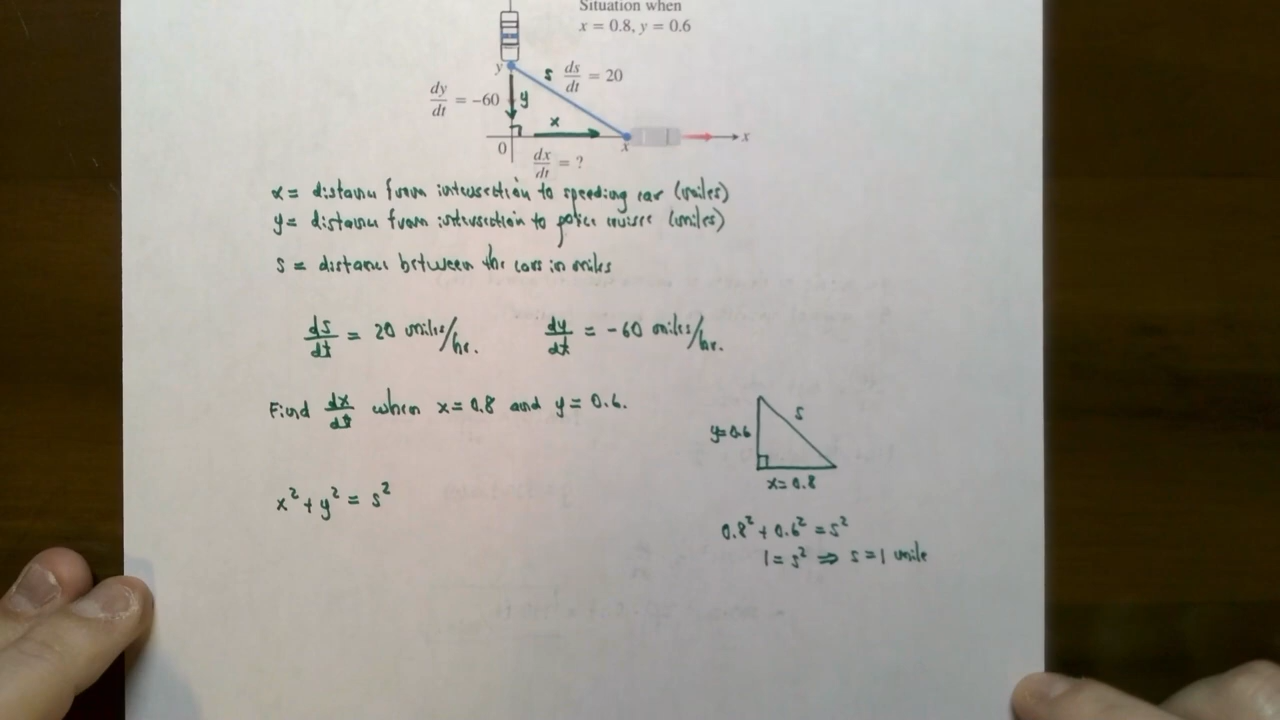 Situation when
x = 0.8, y = 0.6
y
s ds/dt = 20
dy/dt = -60
y
x
0
x
x
dx/dt = ?
x = distance from intersection to speeding car (miles)
y = distance from intersection to police cruiser (miles)
s = distance between the cars in miles
ds/dt = 20 miles/hr. dy/dt = -60 miles/hr.
Find dx/dt when x = 0.8 and y = 0.6.
s
y = 0.6
x = 0.8
x² + y² = s²
0.8² + 0.6² = s²
1 = s² ⇒ s = 1 mile